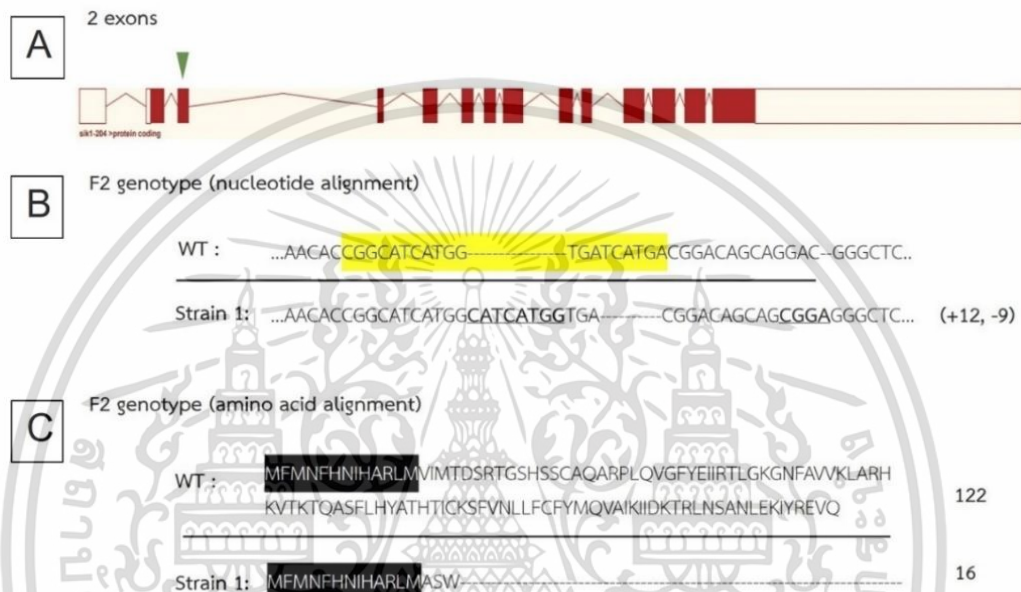 A
2 exons
sik1-204 >protein coding
B
F2 genotype (nucleotide alignment)
WT : ...AACACCGGCATCATGG--------------TGATCATGACGGACAGCAGGAC--GGGCTC..
Strain 1: ...AACACCGGCATCATGGCATCATGGTGA---------CGGACAGCAGCGGAGGGCTC... (+12, -9)
C
F2 genotype (amino acid alignment)
WT : MFMNFHNIHARLMVIMTDSRTGSHSSCAQARPLQVGFYEIIRTLGKGNFAVVKLARH
KVTKTQASFLHYATHTICKSFVNLLFCFYMQVAIKIIDKTRLNSANLEKIYREVQ 122
Strain 1: MFMNFHNIHARLMASW-------------------------------------------------- 16